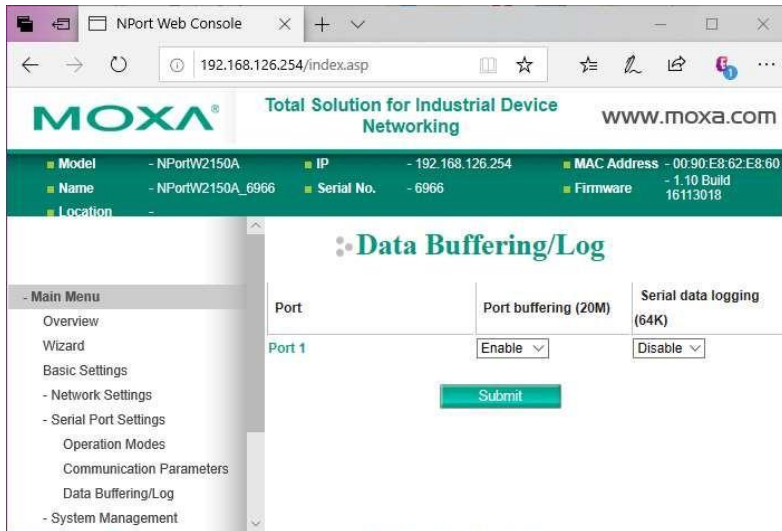 NPort Web Console
192.168.126.254/index.asp
MOXA®
Total Solution for Industrial Device
Networking
www.moxa.com
Model - NPortW2150A IP - 192.168.126.254 MAC Address - 00:90:E8:62:E8:60
Name - NPortW2150A_6966 Serial No. - 6966 Firmware - 1.10 Build
16113018
Location -
Data Buffering/Log
- Main Menu
Overview
Wizard
Basic Settings
- Network Settings
- Serial Port Settings
Operation Modes
Communication Parameters
Data Buffering/Log
- System Management
Port Port buffering (20M) Serial data logging
(64K)
Port 1 Enable Disable
Submit